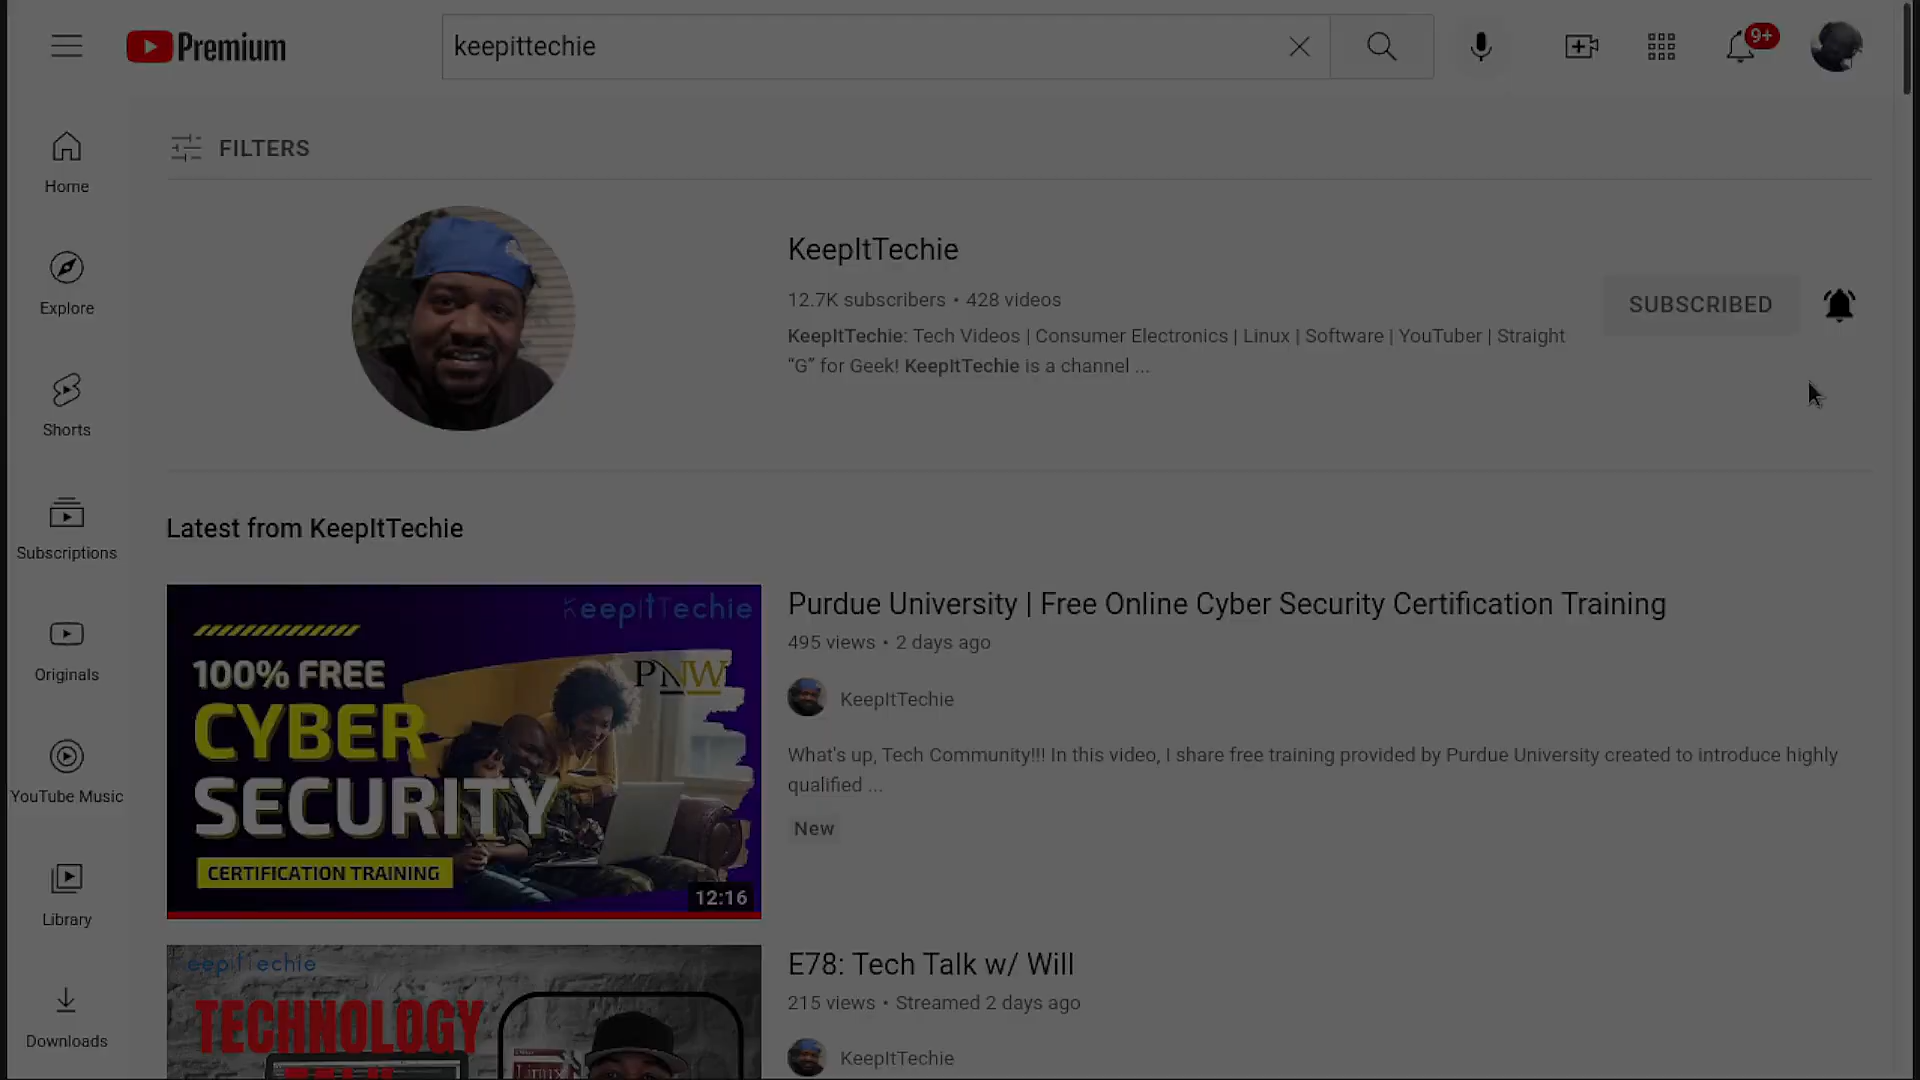 Premium
keepittechie
9+
FILTERS
Home
Explore
Shorts
Subscriptions
Originals
YouTube Music
Library
Downloads
KeepItTechie
12.7K subscribers • 428 videos
KeepItTechie: Tech Videos | Consumer Electronics | Linux | Software | YouTuber | Straight
“G” for Geek! KeepItTechie is a channel ...
SUBSCRIBED
Latest from KeepItTechie
KeepItTechie
100% FREE
PNW
CYBER
SECURITY
CERTIFICATION TRAINING
12:16
Purdue University | Free Online Cyber Security Certification Training
495 views • 2 days ago
KeepItTechie
What's up, Tech Community!!! In this video, I share free training provided by Purdue University created to introduce highly
qualified ...
New
KeepItTechie
TECHNOLOGY
Linux
E78: Tech Talk w/ Will
215 views • Streamed 2 days ago
KeepItTechie